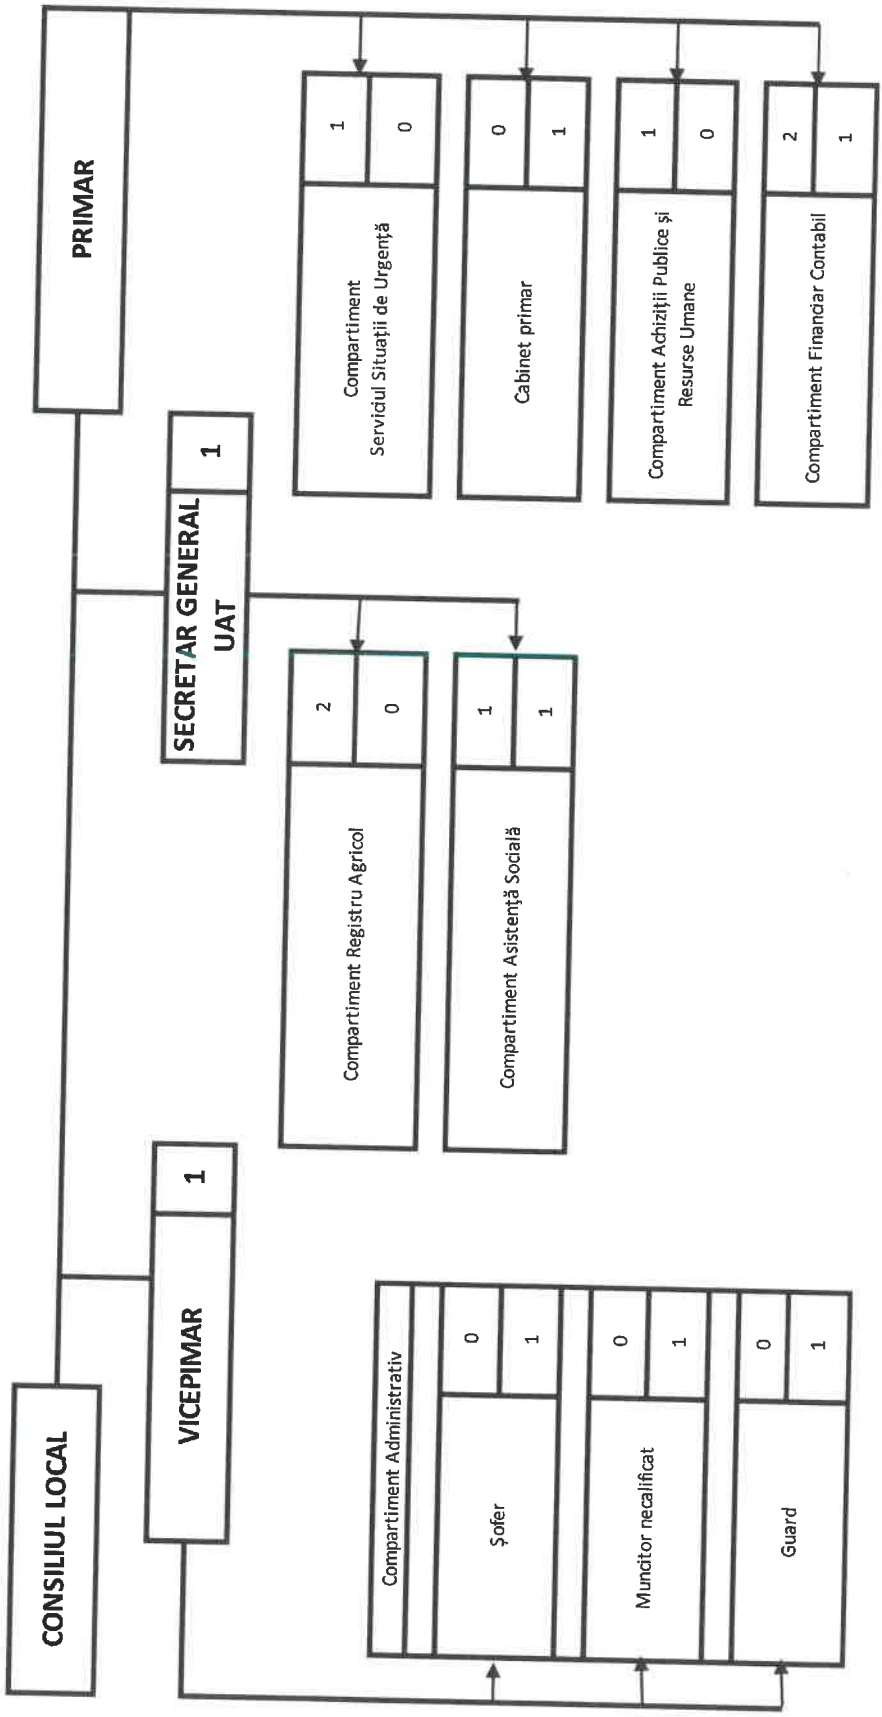 CONSILIUL LOCAL
PRIMAR
VICEPIMAR
1
SECRETAR GENERAL
UAT
1
Compartiment Administrativ
Șofer
0
1
Muncitor necalificat
0
1
Guard
0
1
Compartiment Registru Agricol
2
0
Compartiment Asistență Socială
1
1
Compartiment
Serviciul Situații de Urgență
1
0
Cabinet primar
0
1
Compartiment Achiziții Publice și
Resurse Umane
1
0
Compartiment Financiar Contabil
2
1